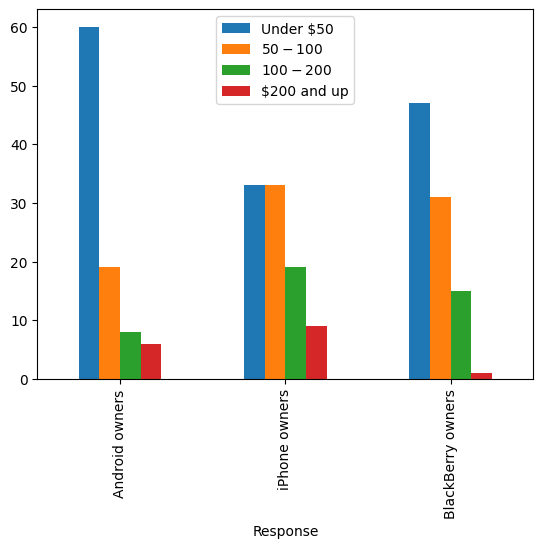 60
50
40
30
20
10
0
Under $50
50 − 100
100 − 200
$200 and up
Android owners
iPhone owners
BlackBerry owners
Response